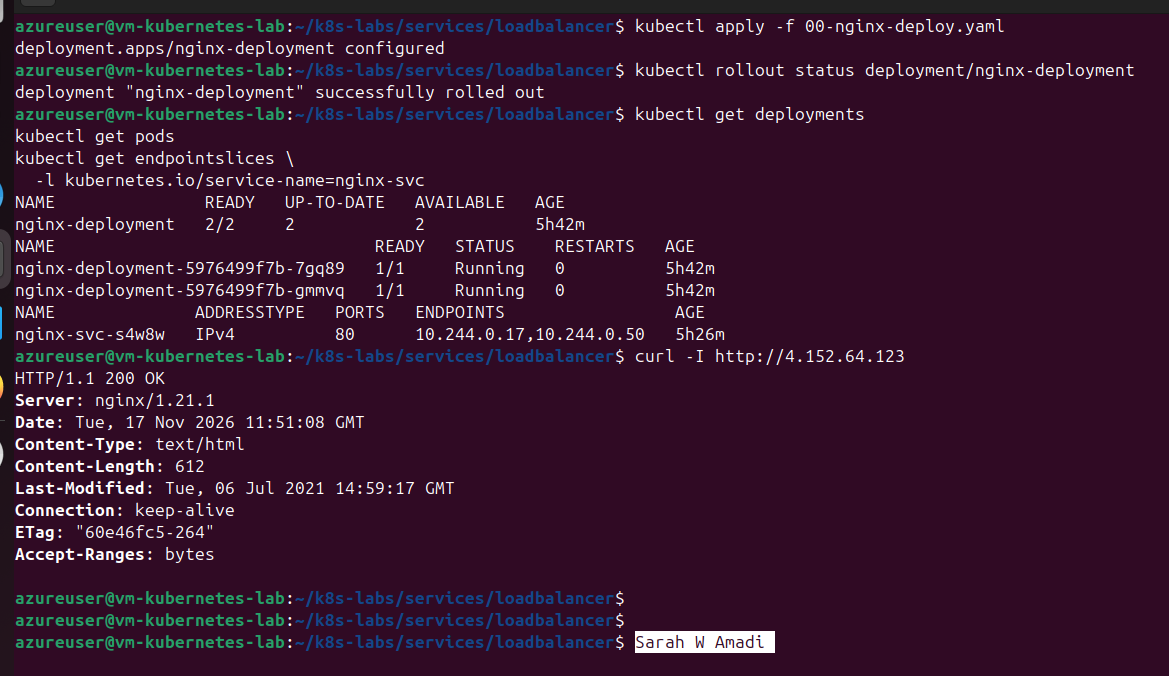 azureuser@vm-kubernetes-lab:~/k8s-labs/services/loadbalancer$ kubectl apply -f 00-nginx-deploy.yaml
deployment.apps/nginx-deployment configured
azureuser@vm-kubernetes-lab:~/k8s-labs/services/loadbalancer$ kubectl rollout status deployment/nginx-deployment
deployment "nginx-deployment" successfully rolled out
azureuser@vm-kubernetes-lab:~/k8s-labs/services/loadbalancer$ kubectl get deployments
kubectl get pods
kubectl get endpointslices \
  -l kubernetes.io/service-name=nginx-svc
NAME               READY   UP-TO-DATE   AVAILABLE   AGE
nginx-deployment   2/2     2            2           5h42m
NAME                                READY   STATUS    RESTARTS   AGE
nginx-deployment-5976499f7b-7gq89   1/1     Running   0          5h42m
nginx-deployment-5976499f7b-gmmvq   1/1     Running   0          5h42m
NAME              ADDRESSTYPE   PORTS   ENDPOINTS                 AGE
nginx-svc-s4w8w   IPv4          80      10.244.0.17,10.244.0.50   5h26m
azureuser@vm-kubernetes-lab:~/k8s-labs/services/loadbalancer$ curl -I http://4.152.64.123
HTTP/1.1 200 OK
Server: nginx/1.21.1
Date: Tue, 17 Nov 2026 11:51:08 GMT
Content-Type: text/html
Content-Length: 612
Last-Modified: Tue, 06 Jul 2021 14:59:17 GMT
Connection: keep-alive
ETag: "60e46fc5-264"
Accept-Ranges: bytes
azureuser@vm-kubernetes-lab:~/k8s-labs/services/loadbalancer$
azureuser@vm-kubernetes-lab:~/k8s-labs/services/loadbalancer$
azureuser@vm-kubernetes-lab:~/k8s-labs/services/loadbalancer$ Sarah W Amadi